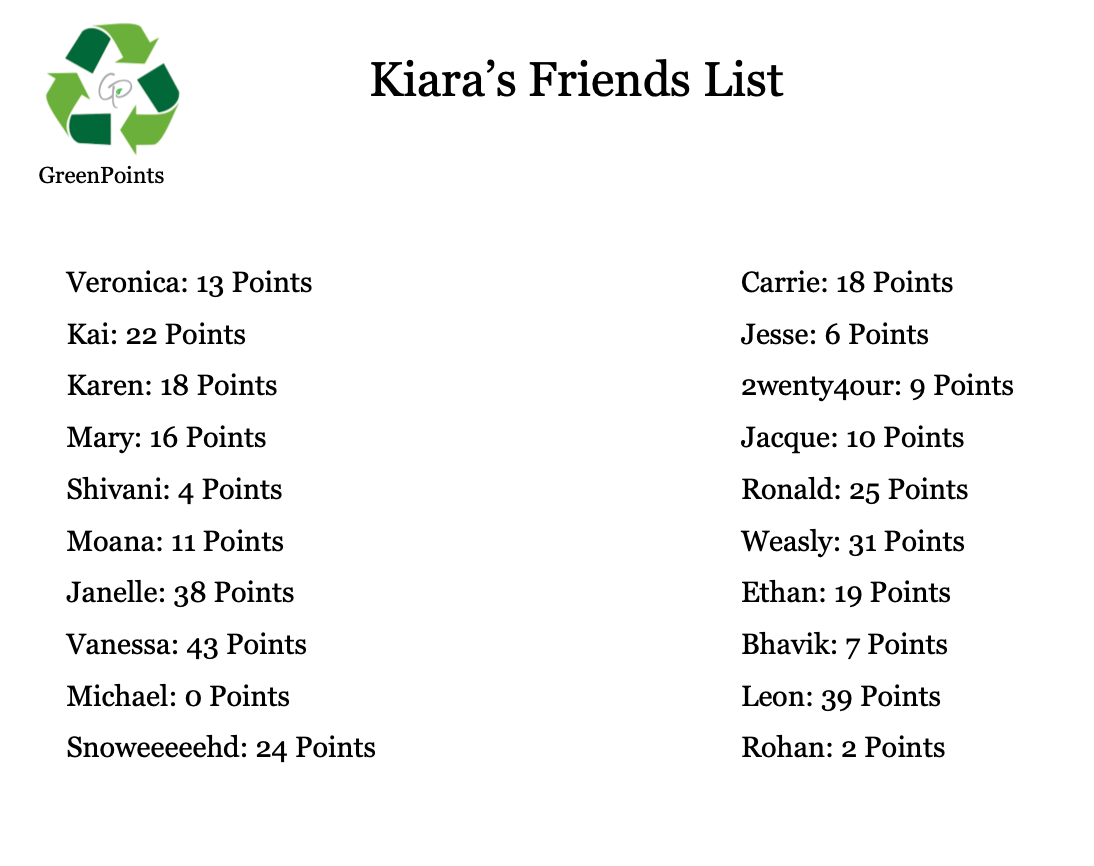 Kiara’s Friends List
GreenPoints
Veronica: 13 Points
Kai: 22 Points
Karen: 18 Points
Mary: 16 Points
Shivani: 4 Points
Moana: 11 Points
Janelle: 38 Points
Vanessa: 43 Points
Michael: 0 Points
Snoweeeeehd: 24 Points
Carrie: 18 Points
Jesse: 6 Points
2wenty4our: 9 Points
Jacque: 10 Points
Ronald: 25 Points
Weasly: 31 Points
Ethan: 19 Points
Bhavik: 7 Points
Leon: 39 Points
Rohan: 2 Points